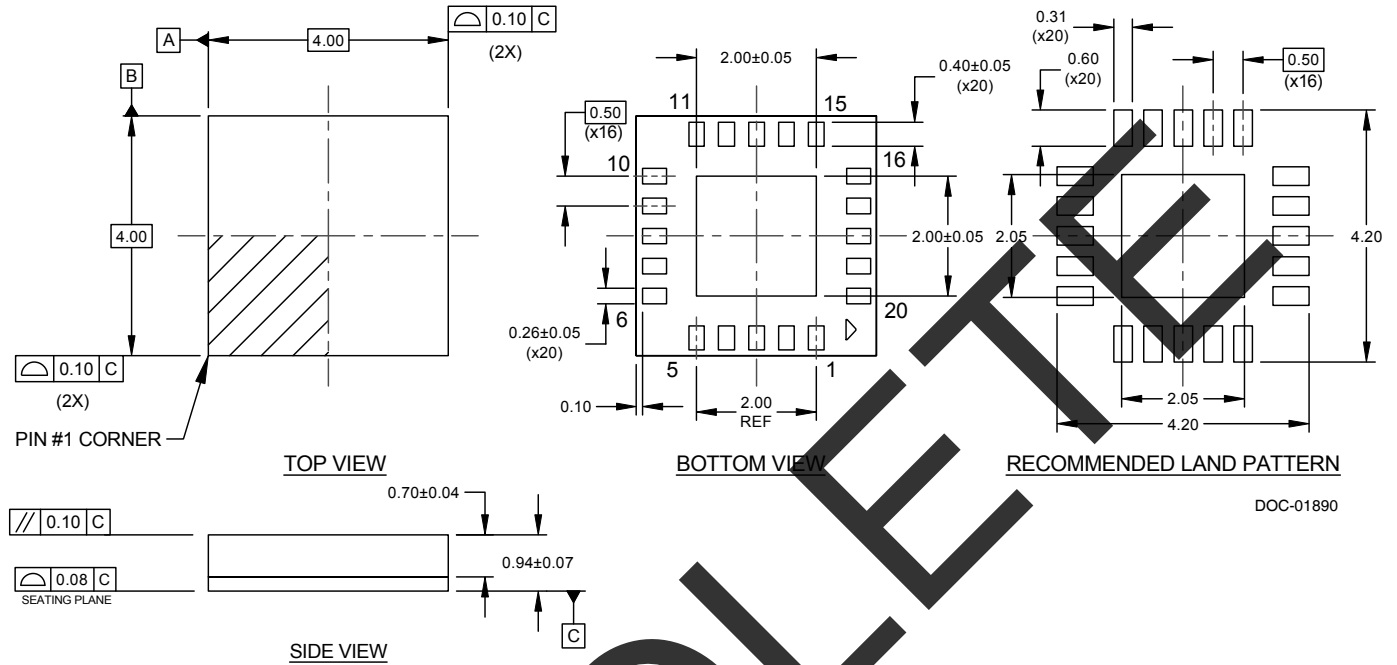 A
4.00
0.10 C
(2X)
B
4.00
0.10 C
(2X)
PIN #1 CORNER
TOP VIEW
2.00±0.05
0.40±0.05
(x20)
11
15
0.50
(x16)
10
16
2.00±0.05
6
20
0.26±0.05
(x20)
5
1
0.10
2.00
REF
BOTTOM VIEW
0.31
(x20)
0.60
(x20)
0.50
(x16)
2.05
4.20
2.05
4.20
RECOMMENDED LAND PATTERN
DOC-01890
// 0.10 C
0.70±0.04
0.94±0.07
0.08 C
SEATING PLANE
C
SIDE VIEW